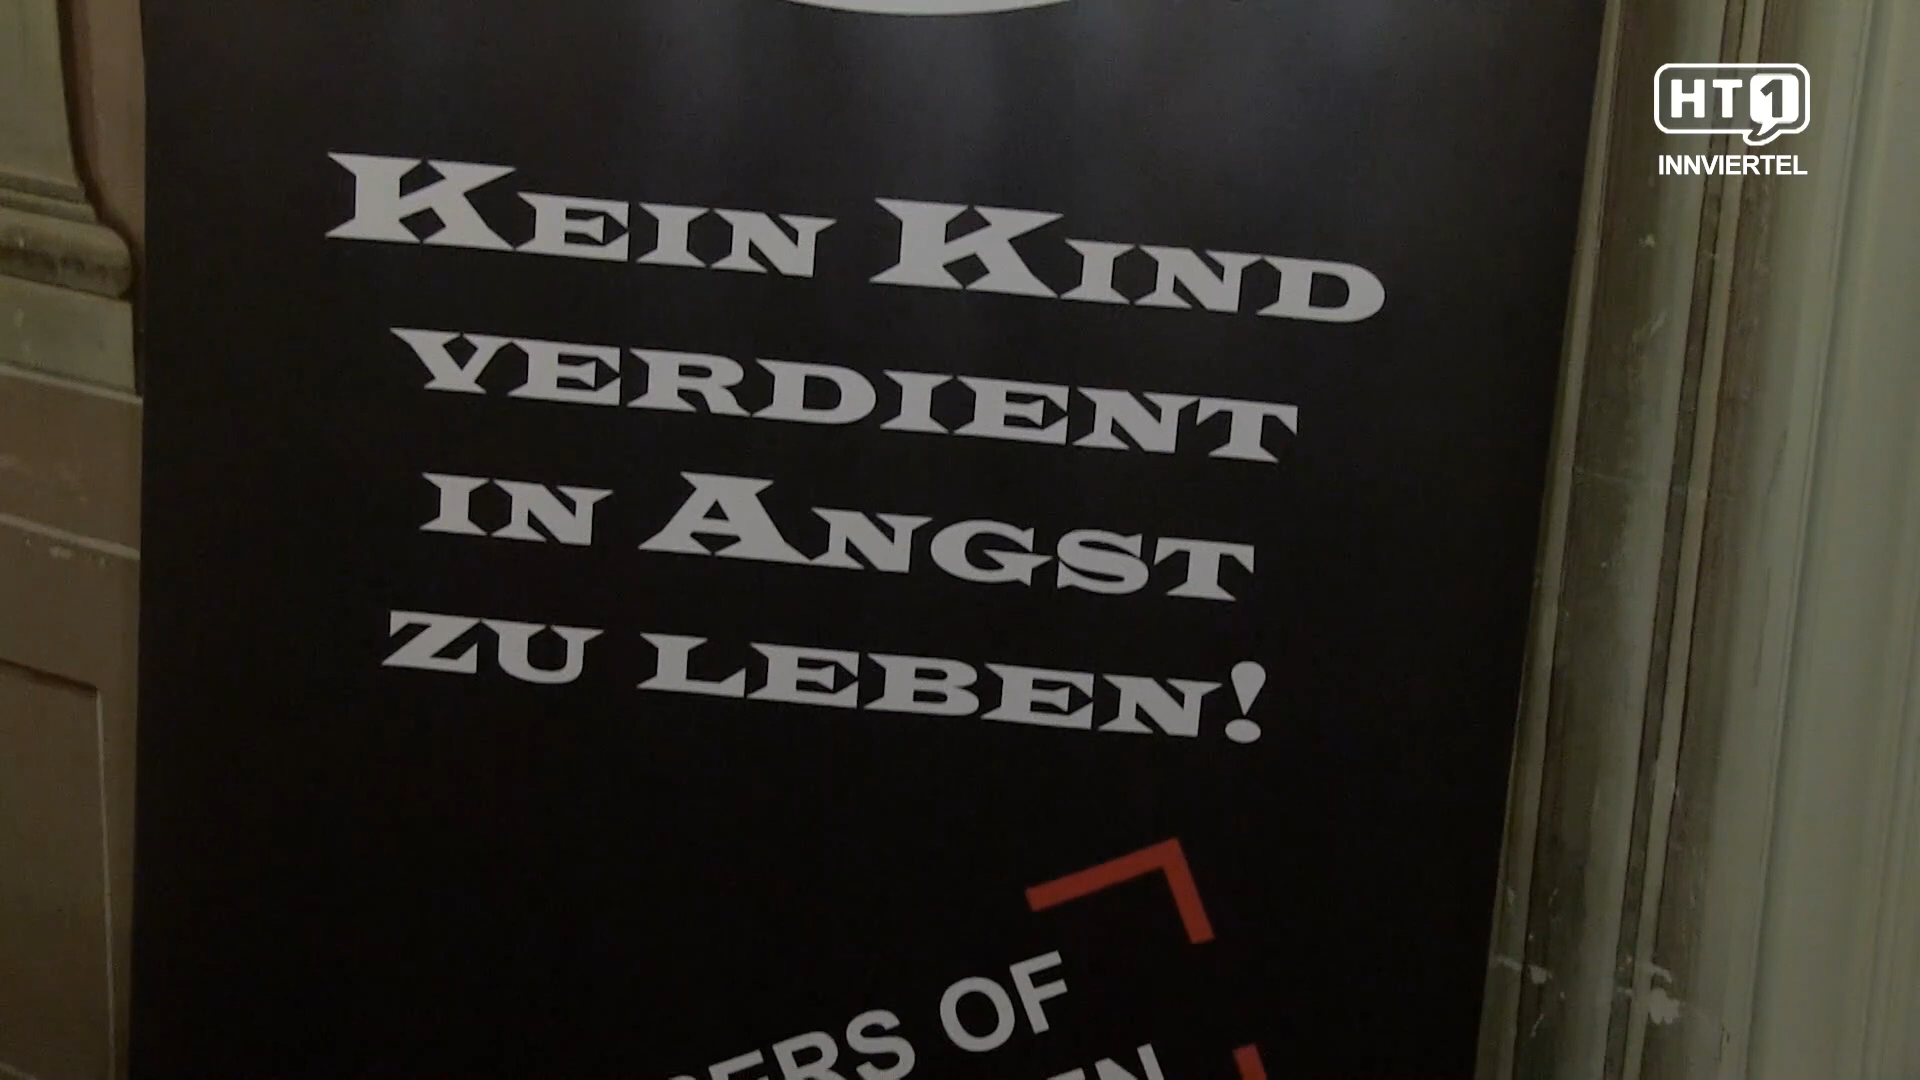 HT1
INNVIERTEL
KEIN KIND
VERDIENT
IN ANGST
ZU LEBEN!
OF